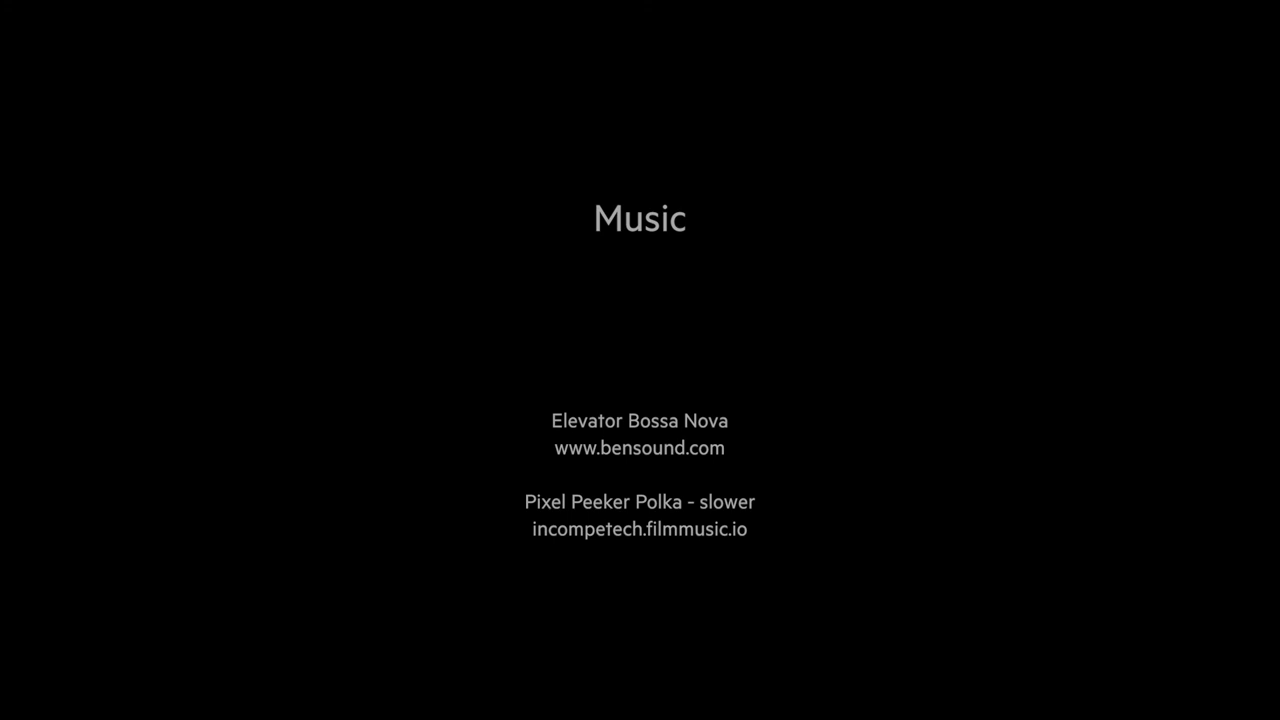 Music
Elevator Bossa Nova
www.bensound.com
Pixel Peeker Polka - slower
incompetech.filmmusic.io